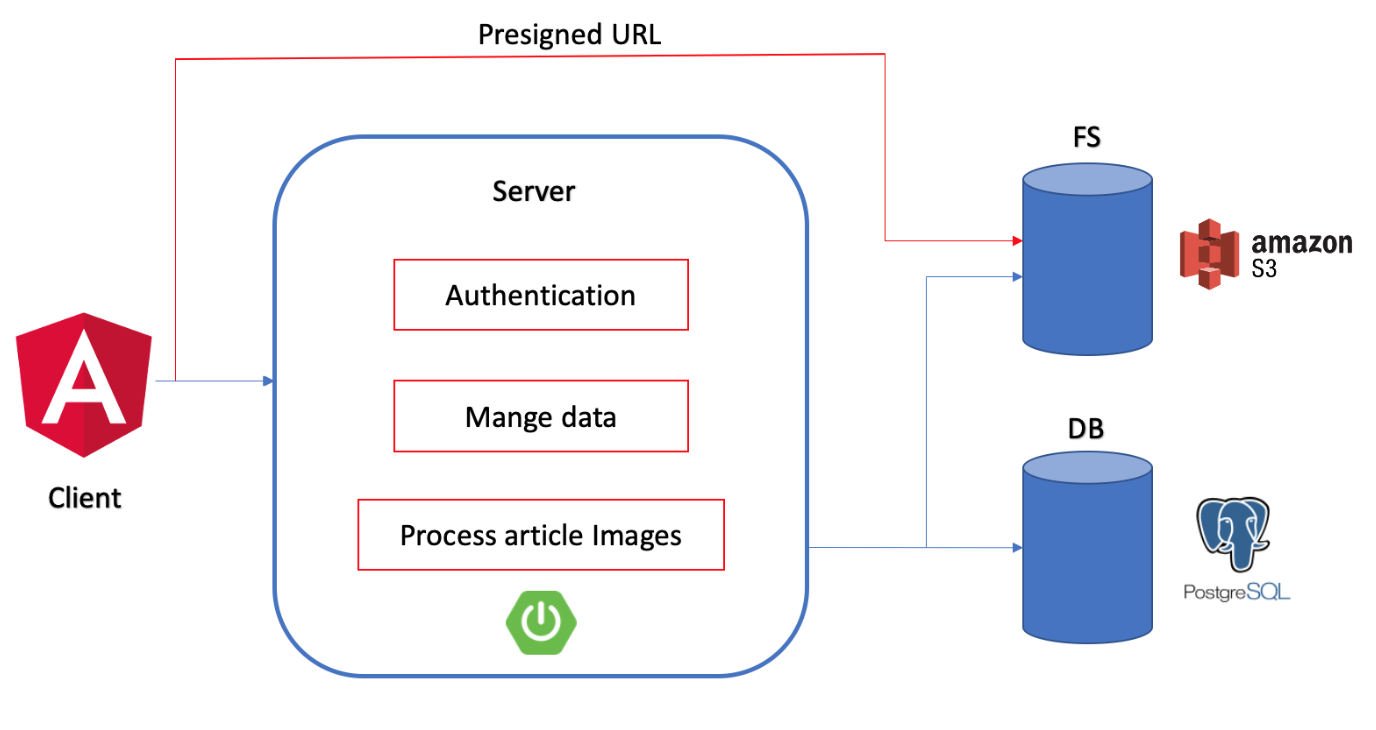 Presigned URL
FS
Server
amazon
S3
Authentication
Mange data
DB
Client
Process article Images
PostgreSQL